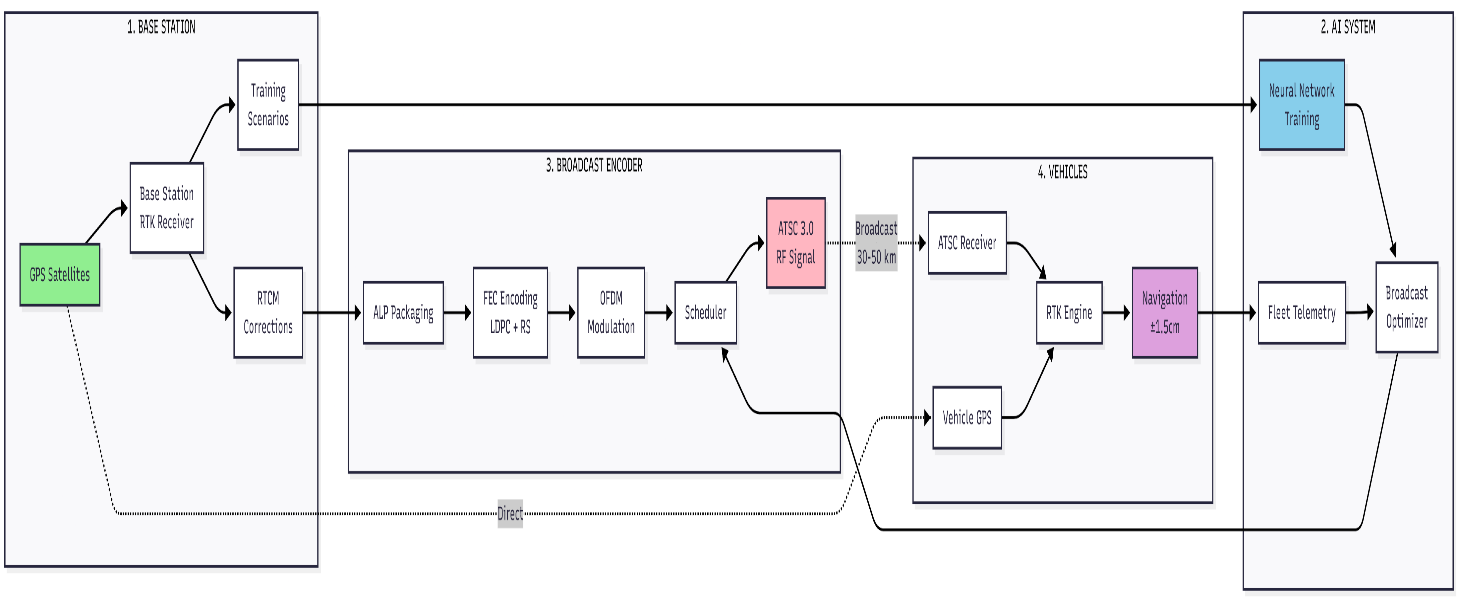 1. BASE STATION
GPS Satellites
Base Station
RTK Receiver
Training
Scenarios
RTCM
Corrections
3. BROADCAST ENCODER
ALP Packaging
FEC Encoding
LDPC + RS
OFDM
Modulation
Scheduler
ATSC 3.0
RF Signal
Broadcast
30-50 km
Direct
4. VEHICLES
ATSC Receiver
Vehicle GPS
RTK Engine
Navigation
±1.5cm
2. AI SYSTEM
Neural Network
Training
Fleet Telemetry
Broadcast
Optimizer